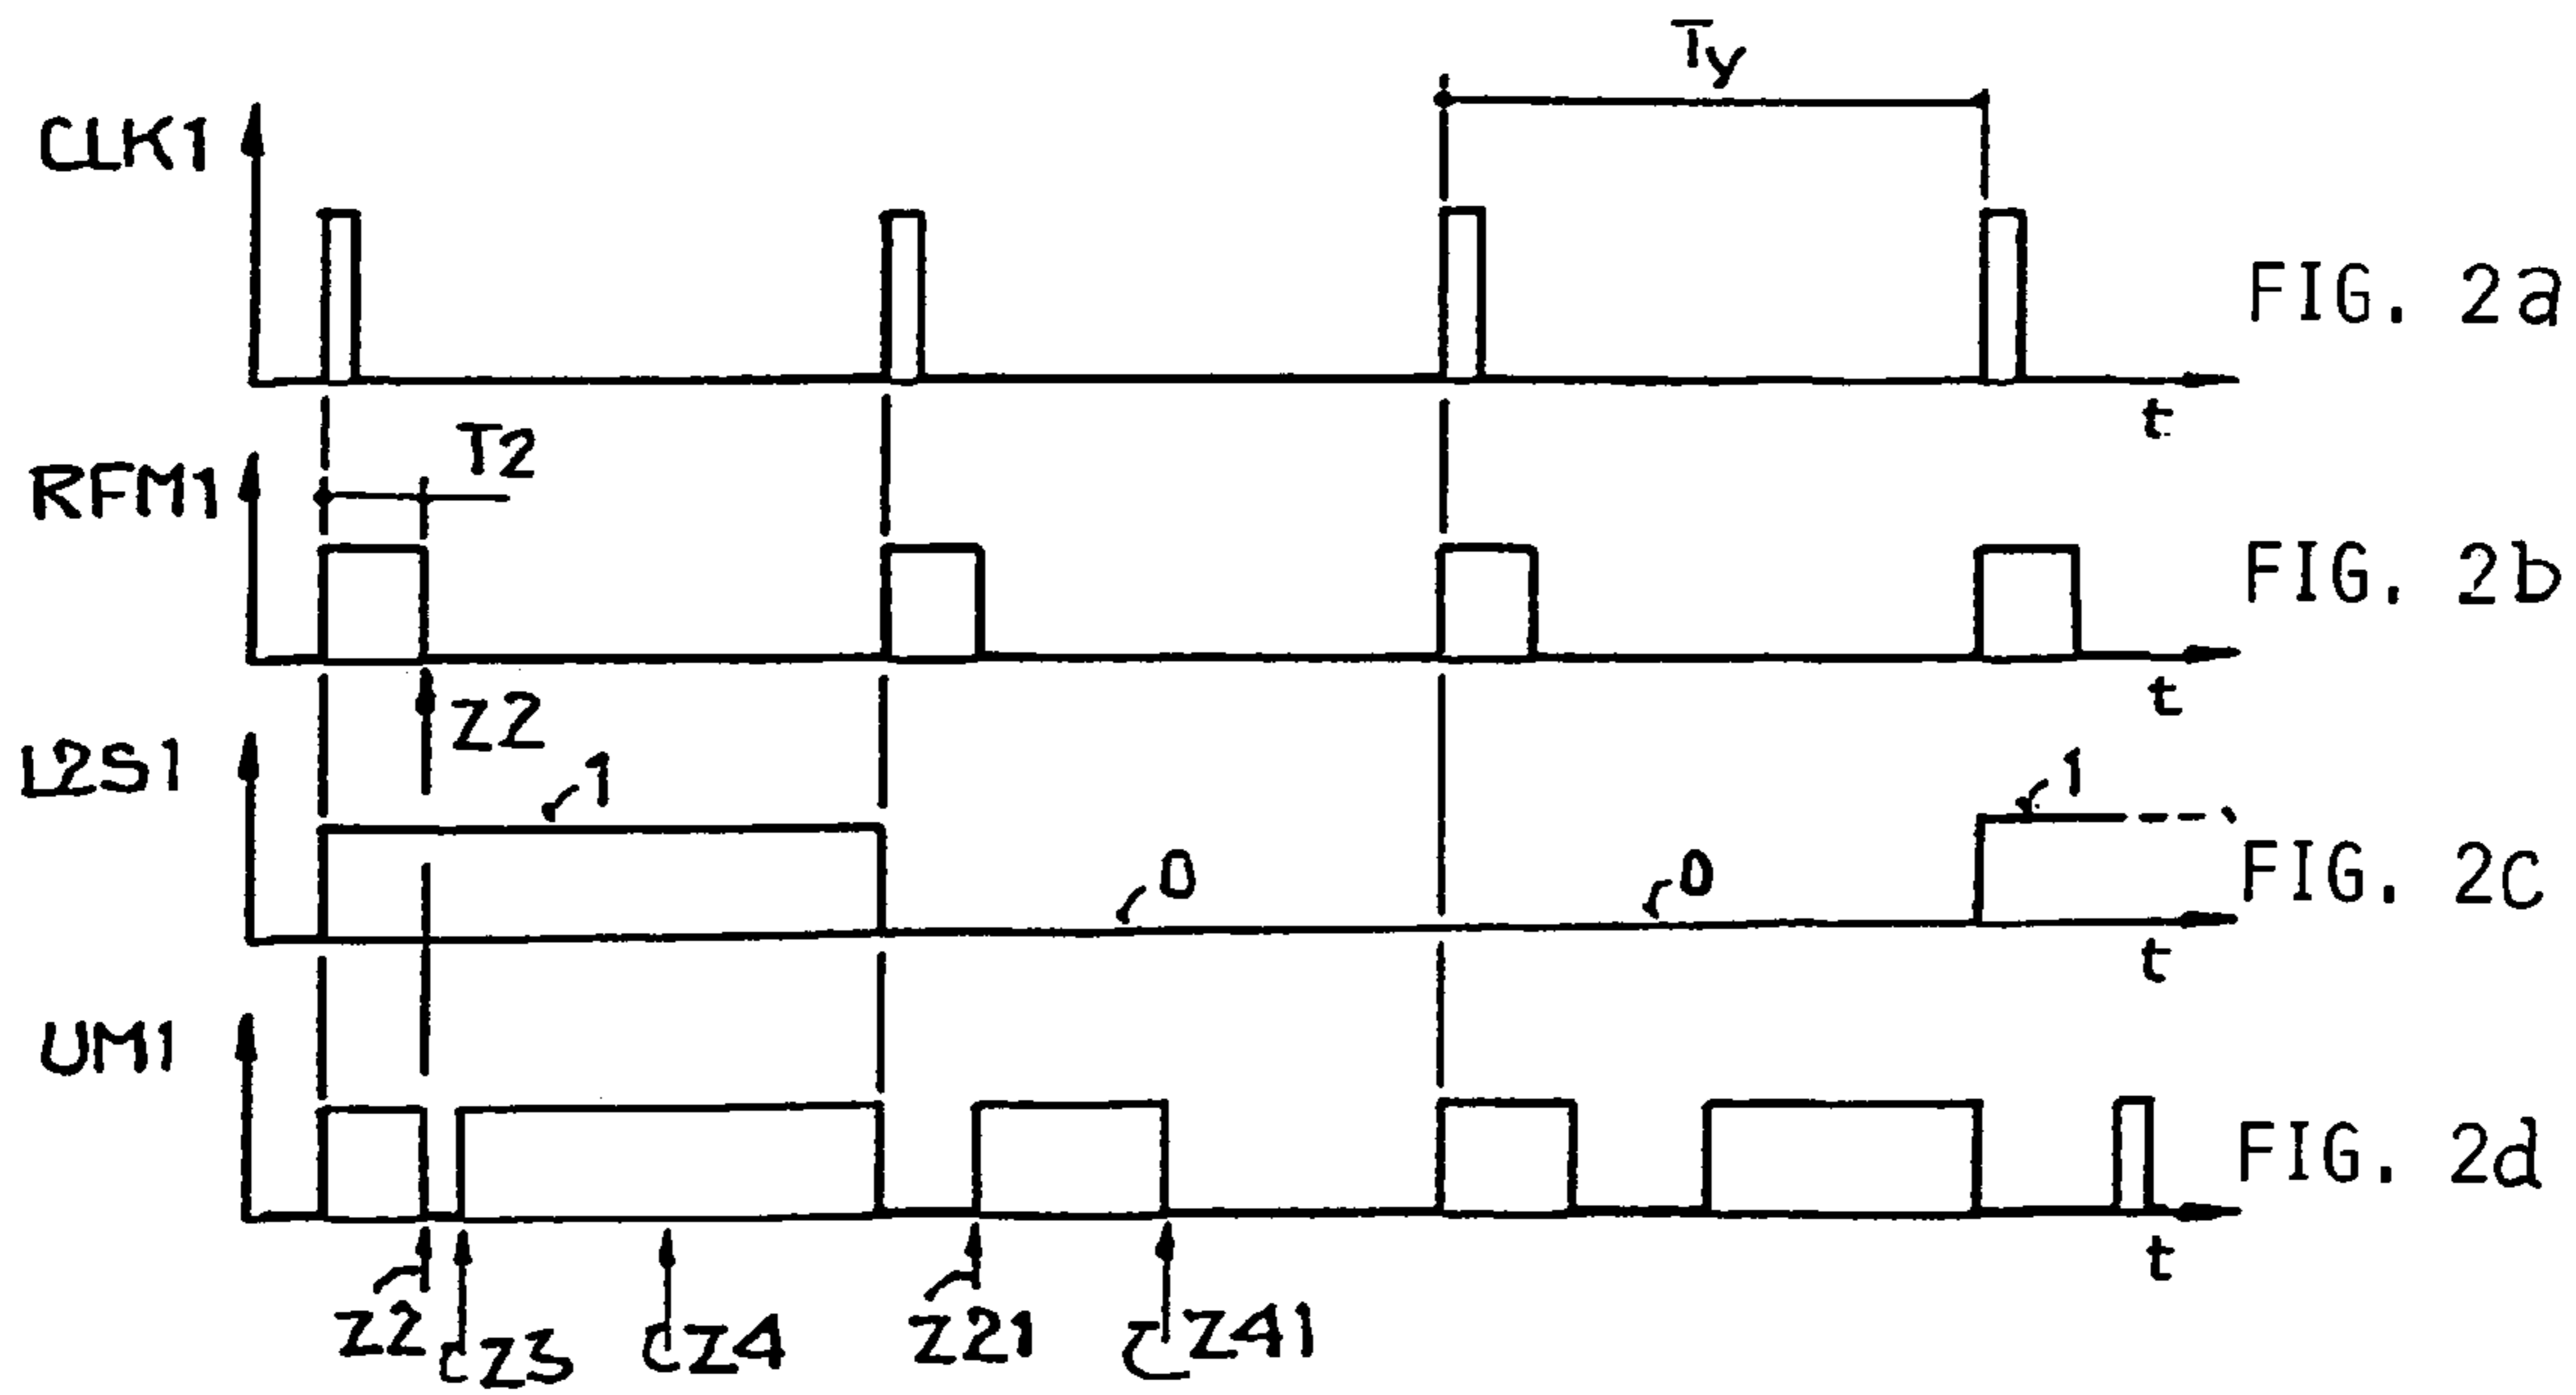 Ty
CLK1
FIG. 2a
t
T2
RFM1
FIG. 2b
Z2
t
L2S1
1
1
0
0
FIG. 2c
t
UM1
FIG. 2d
t
Z2
Z3
Z4
Z21
Z41